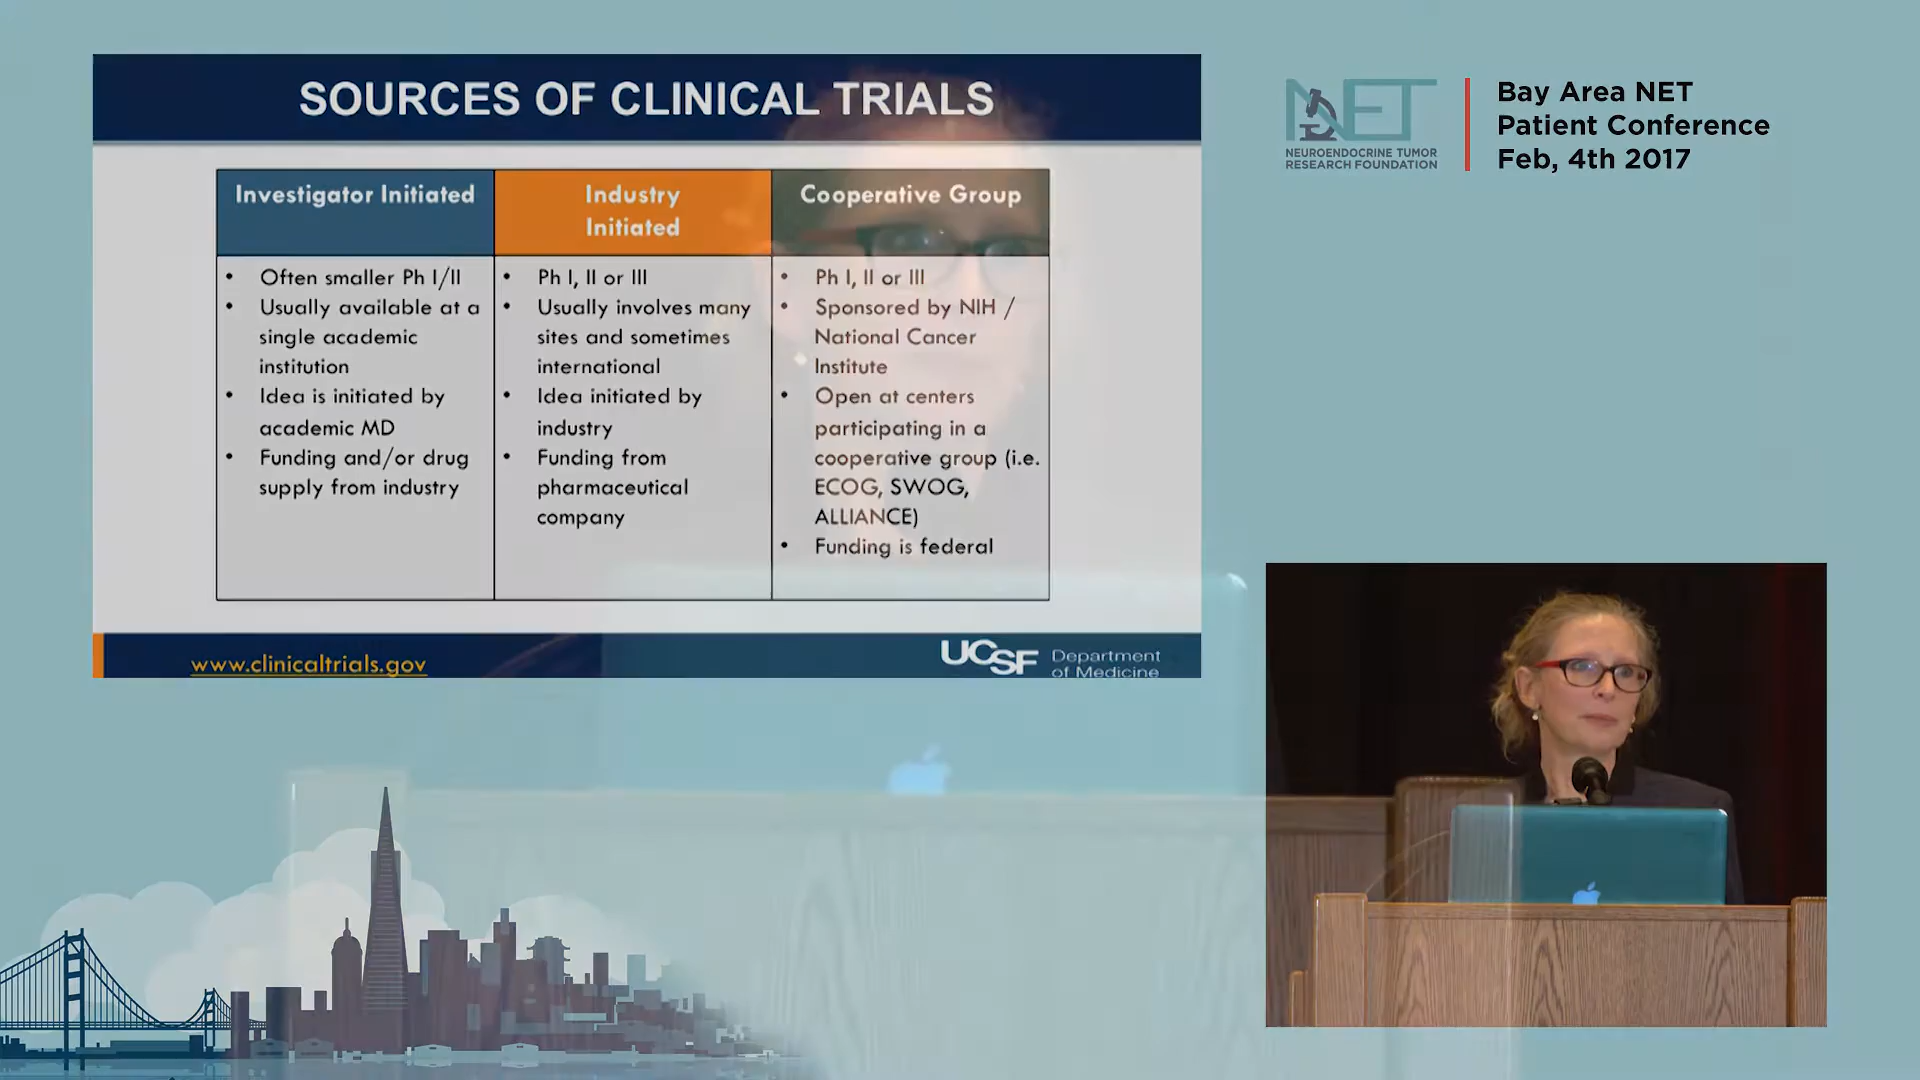 SOURCES OF CLINICAL TRIALS
Investigator Initiated
• Often smaller Ph I/II
• Usually available at a
single academic
institution
• Idea is initiated by
academic MD
• Funding and/or drug
supply from industry
Industry
Initiated
• Ph I, II or III
• Usually involves many
sites and sometimes
international
• Idea initiated by
industry
• Funding from
pharmaceutical
company
Cooperative Group
• Ph I, II or III
• Sponsored by NIH /
National Cancer
Institute
• Open at centers
participating in a
cooperative group (i.e.
ECOG, SWOG,
ALLIANCE)
• Funding is federal
www.clinicaltrials.gov
UCSF
Department
of Medicine
NET
NEUROENDOCRINE TUMOR
RESEARCH FOUNDATION
Bay Area NET
Patient Conference
Feb, 4th 2017